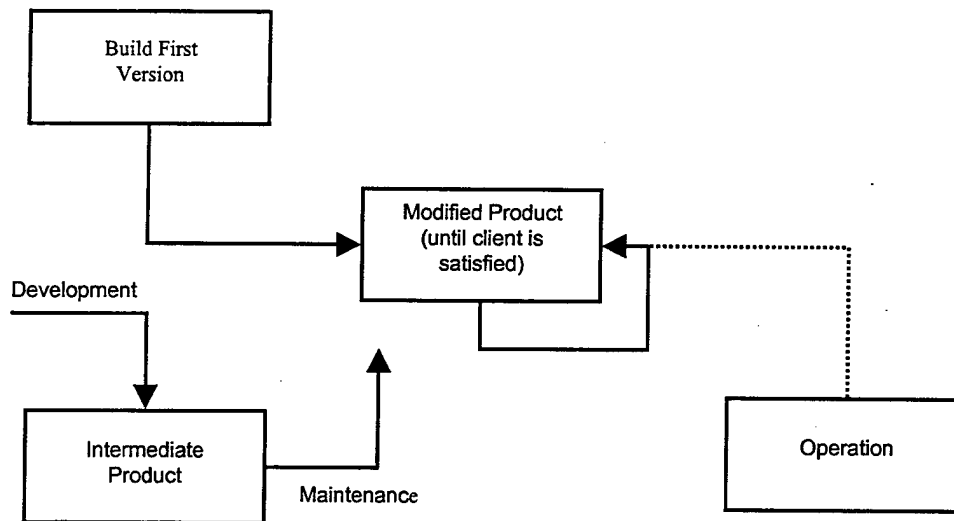 Build First
Version
Modified Product
(until client is
satisfied)
Development
Intermediate
Product
Maintenance
Operation